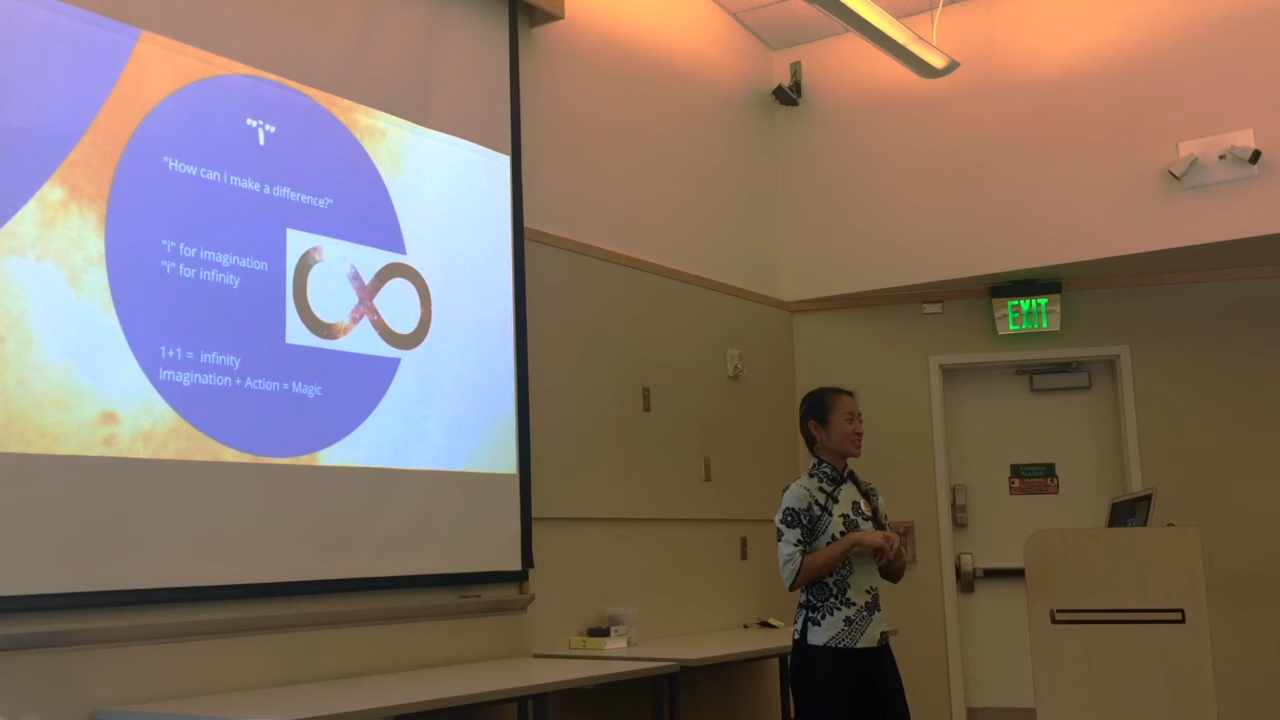 "i"
"How can i make a difference?"
"i" for imagination
"i" for infinity
1+1 = infinity
Imagination + Action = Magic
EXIT